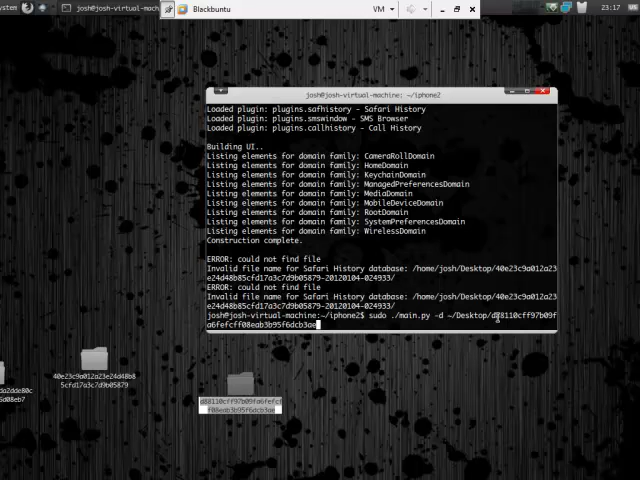 ystem
josh@josh-virtual-mach
Blackbuntu
VM
23:17
josh@josh-virtual-machine: ~/iphone2
Loaded plugin: plugins.safhistory - Safari History
Loaded plugin: plugins.smswindow - SMS Browser
Loaded plugin: plugins.callhistory - Call History
Building UI..
Listing elements for domain family: CameraRollDomain
Listing elements for domain family: HomeDomain
Listing elements for domain family: KeychainDomain
Listing elements for domain family: ManagedPreferencesDomain
Listing elements for domain family: MediaDomain
Listing elements for domain family: MobileDeviceDomain
Listing elements for domain family: RootDomain
Listing elements for domain family: SystemPreferencesDomain
Listing elements for domain family: WirelessDomain
Construction complete.
ERROR: could not find file
Invalid file name for Safari History database: /home/josh/Desktop/40e23c9a012a23
e24d48b85cfd17a3c7d9b05879-20120104-024933/
ERROR: could not find file
Invalid file name for Safari History database: /home/josh/Desktop/40e23c9a012a23
e24d48b85cfd17a3c7d9b05879-20120104-024933/
josh@josh-virtual-machine:~/iphone2$ sudo ./main.py -d ~/Desktop/d88110cff97b09f
a6fefcff08eab3b95f6dcb3ae
40e23c9a012a23e24d48b8
5cfd17a3c7d9b05879
d88110cff97b09fa6fefcf
f08eab3b95f6dcb3ae